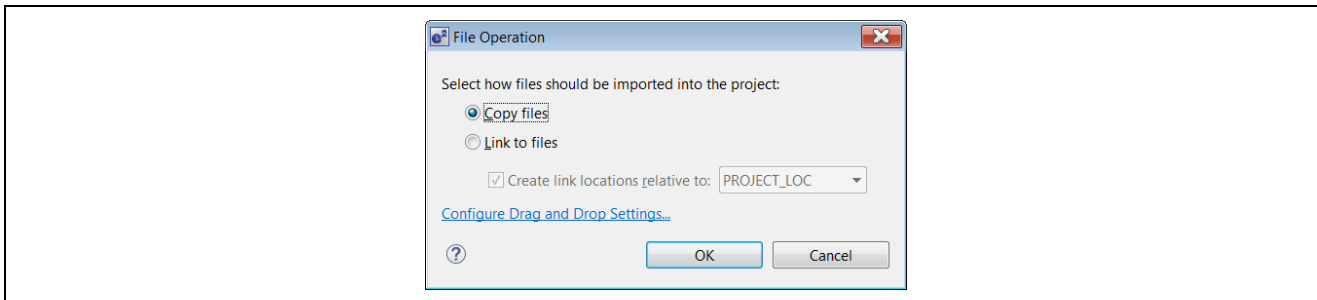 e² File Operation
Select how files should be imported into the project:
Copy files
Link to files
Create link locations relative to: PROJECT_LOC
Configure Drag and Drop Settings...
? OK Cancel